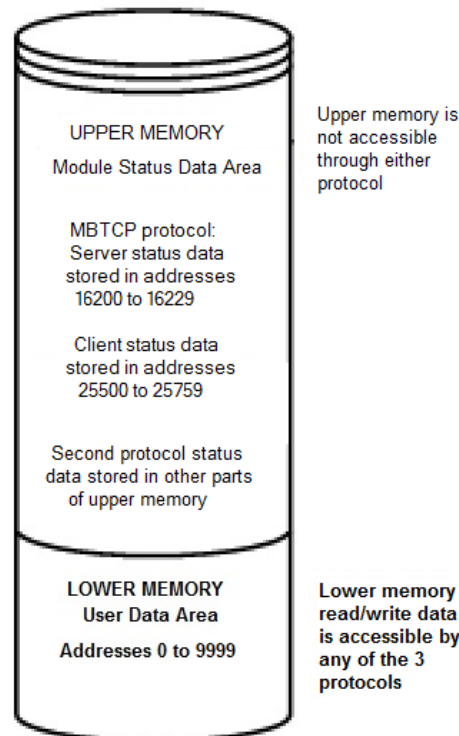 UPPER MEMORY
Module Status Data Area
MBTCP protocol:
Server status data
stored in addresses
16200 to 16229
Client status data
stored in addresses
25500 to 25759
Second protocol status
data stored in other parts
of upper memory
Upper memory is
not accessible
through either
protocol
LOWER MEMORY
User Data Area
Addresses 0 to 9999
Lower memory
read/write data
is accessible by
any of the 3
protocols